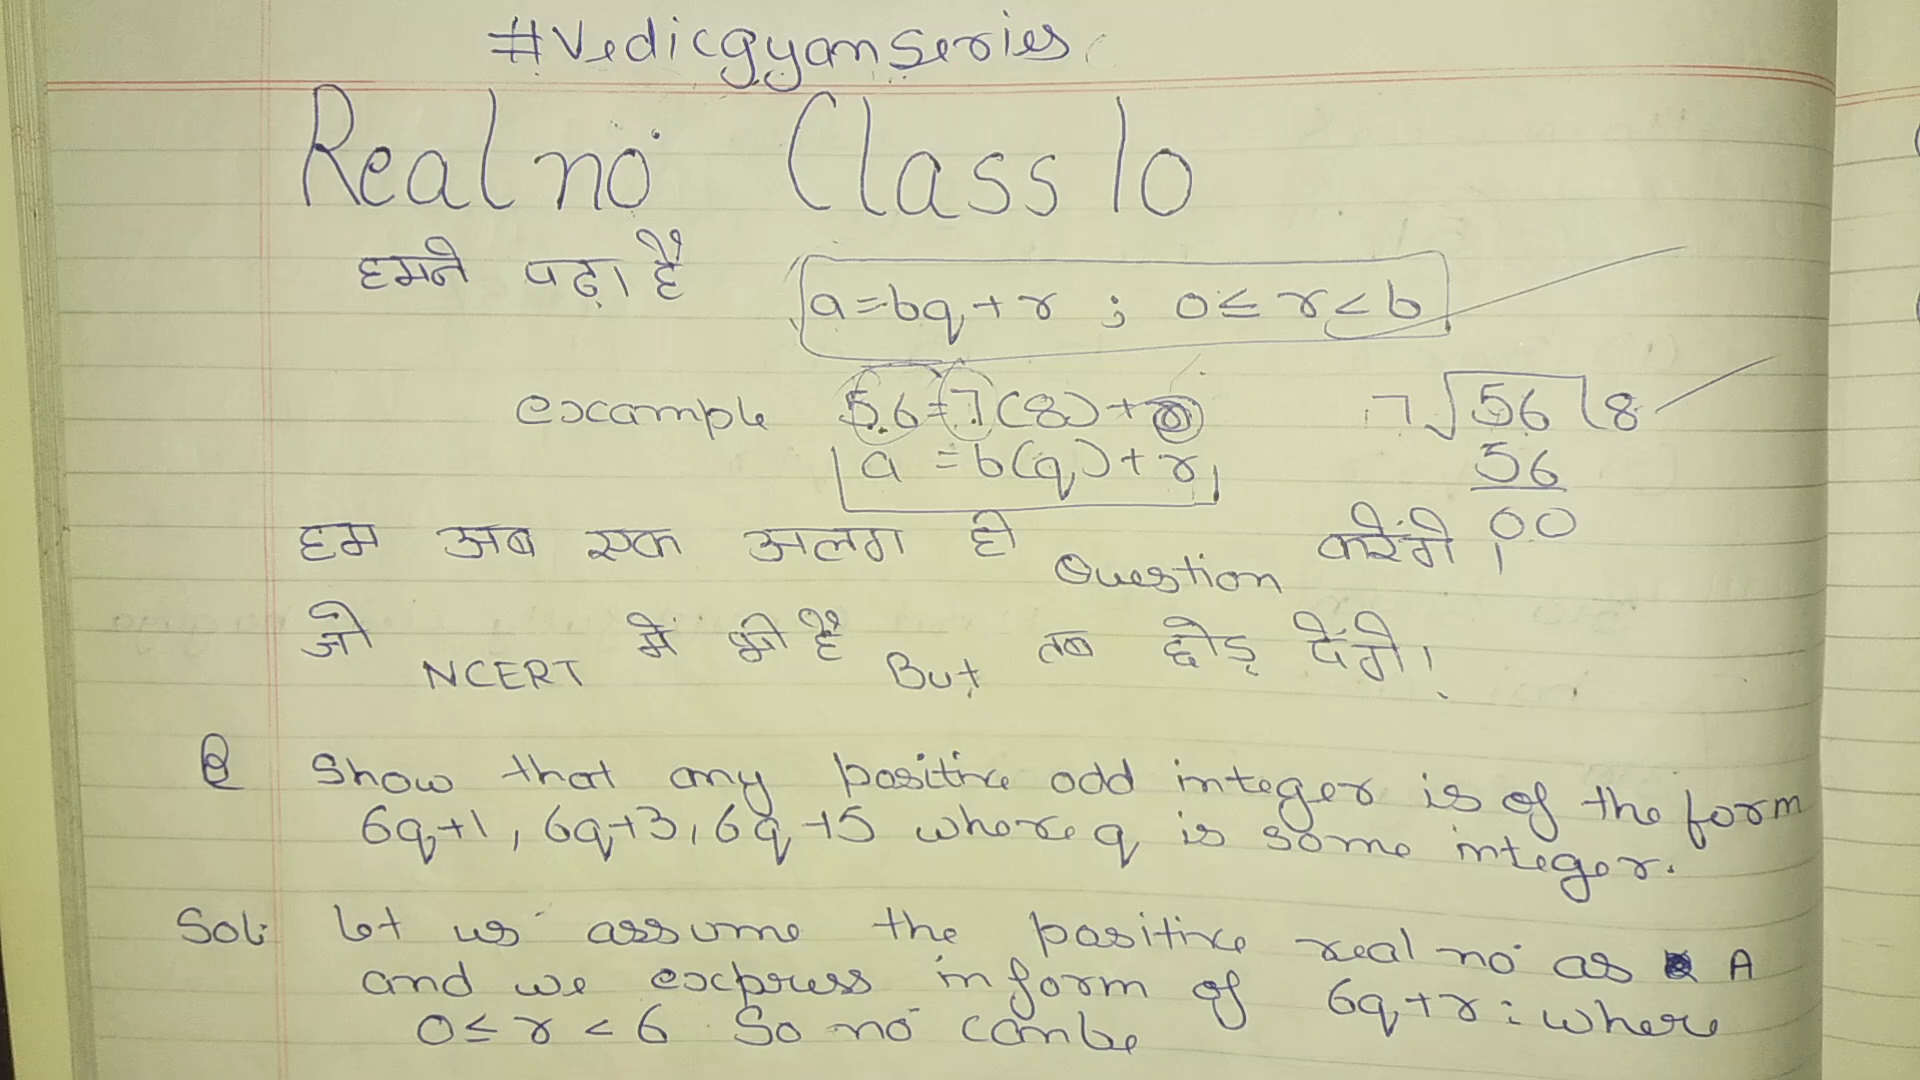 #Vedicgyanseries
Real no Class 10
हमने पढ़ा है a=bq+r ; 0≤r<b
example 56=7(8)+0 7√56(8
a = b(q)+r 56
00
हम अब एक अलग ही Question करेंगे।
जो NCERT में भी है But तब छोड़ देंगे!
Q Show that any positive odd integer is of the form
6q+1, 6q+3, 6q+5 where q is some integer.
Sol: Let us assume the positive real no as A
and we express in form of 6q+r : where
0≤r<6 So no can be